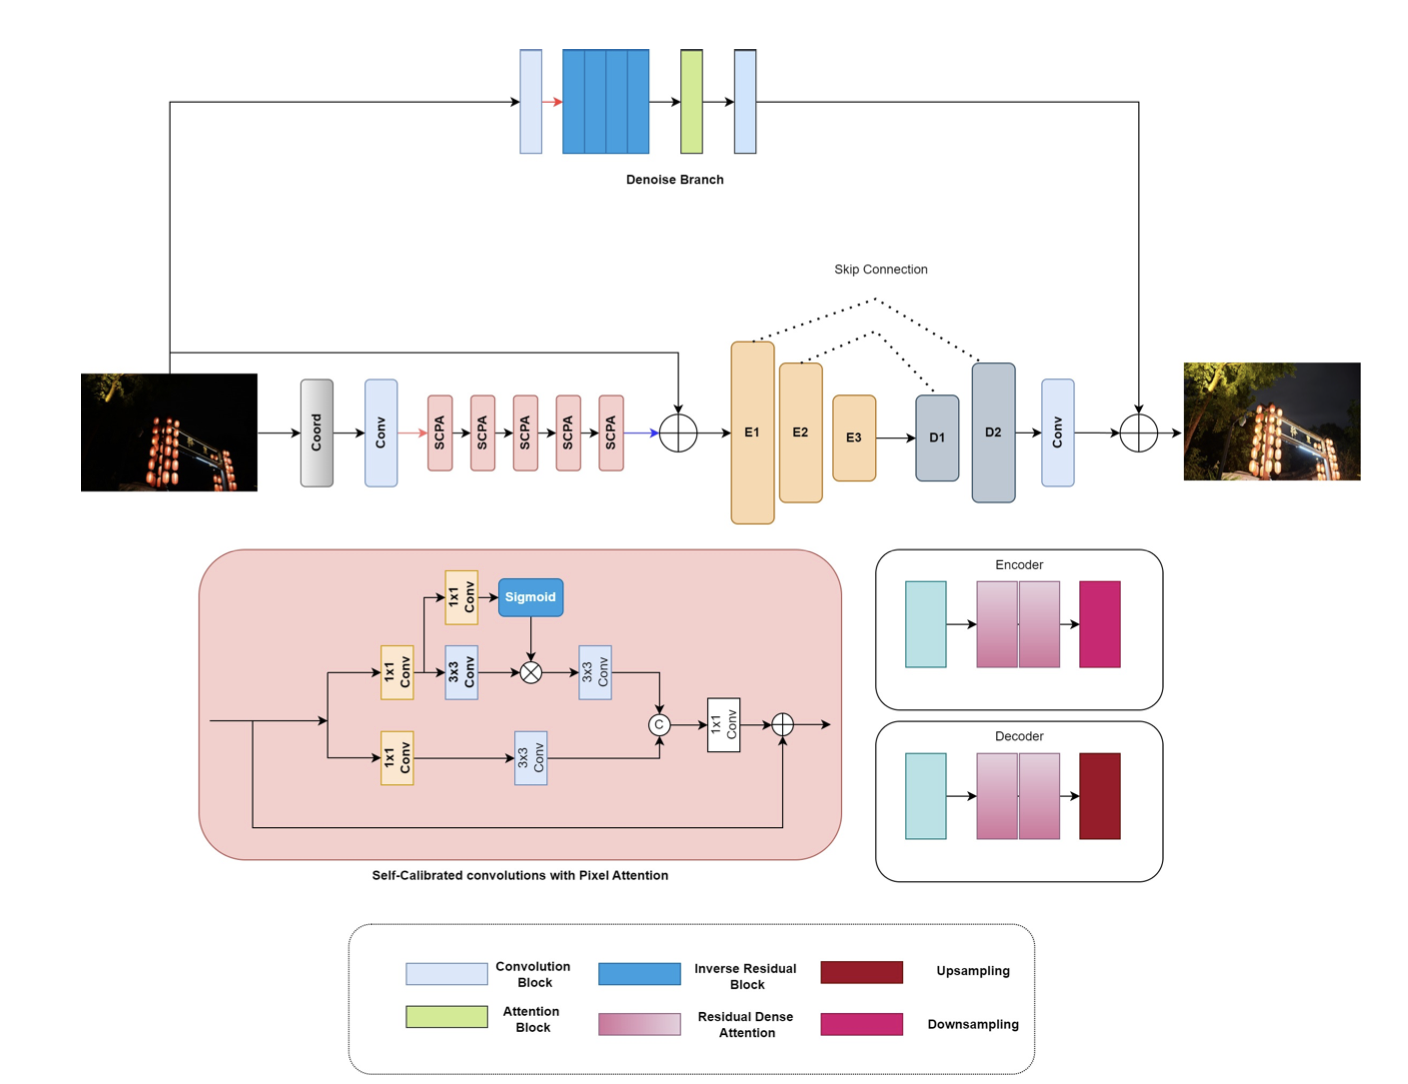 Denoise Branch
Skip Connection
Coord
Conv
SCPA
SCPA
SCPA
SCPA
SCPA
E1
E2
E3
D1
D2
Conv
1x1
Conv
Sigmoid
1x1
Conv
3x3
Conv
3x3
Conv
C
1x1
Conv
1x1
Conv
3x3
Conv
Self-Calibrated convolutions with Pixel Attention
Encoder
Decoder
Convolution
Block
Inverse Residual
Block
Upsampling
Attention
Block
Residual Dense
Attention
Downsampling